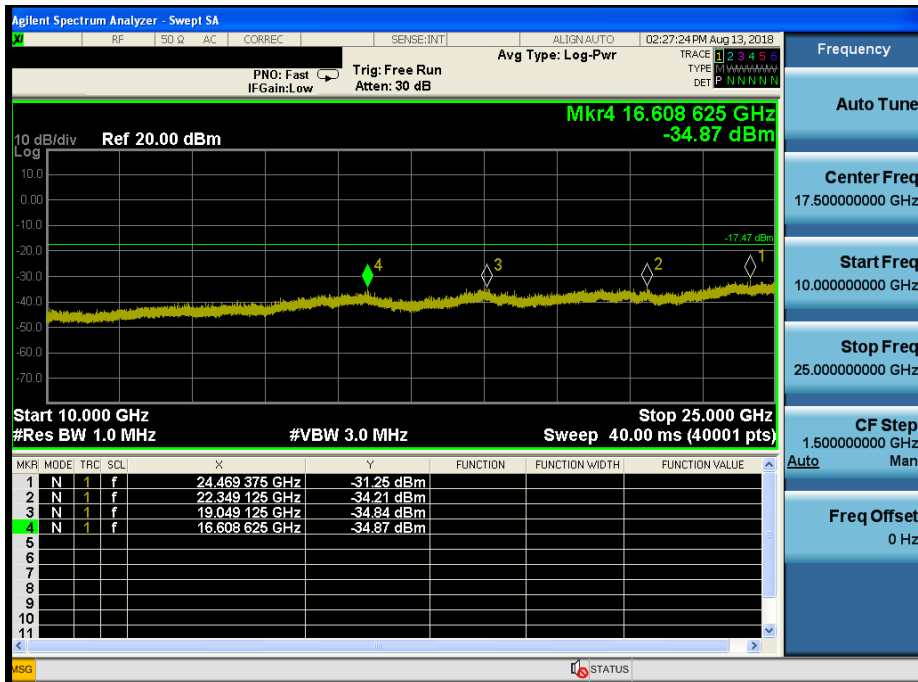 Agilent Spectrum Analyzer - Swept SA
RF 50 Ω AC CORREC SENSE:INT ALIGN AUTO 02:27:24 PM Aug 13, 2018
Frequency
PNO: Fast
IFGain:Low
Trig: Free Run
Atten: 30 dB
Avg Type: Log-Pwr
TRACE 1 2 3 4 5 6
TYPE M W W W W W
DET P N N N N N
Auto Tune
Mkr4 16.608 625 GHz
-34.87 dBm
10 dB/div Ref 20.00 dBm
Log
10.0
0.00
-10.0
-20.0
-30.0
-40.0
-50.0
-60.0
-70.0
-17.47 dBm
4
3
2
1
Center Freq
17.500000000 GHz
Start Freq
10.000000000 GHz
Stop Freq
25.000000000 GHz
Start 10.000 GHz Stop 25.000 GHz
#Res BW 1.0 MHz #VBW 3.0 MHz Sweep 40.00 ms (40001 pts)
CF Step
1.500000000 GHz
Auto Man
Freq Offset
0 Hz
MKR MODE TRC SCL X Y FUNCTION FUNCTION WIDTH FUNCTION VALUE
1 N 1 f 24.469 375 GHz -31.25 dBm
2 N 1 f 22.349 125 GHz -34.21 dBm
3 N 1 f 19.049 125 GHz -34.84 dBm
4 N 1 f 16.608 625 GHz -34.87 dBm
5
6
7
8
9
10
11
MSG STATUS